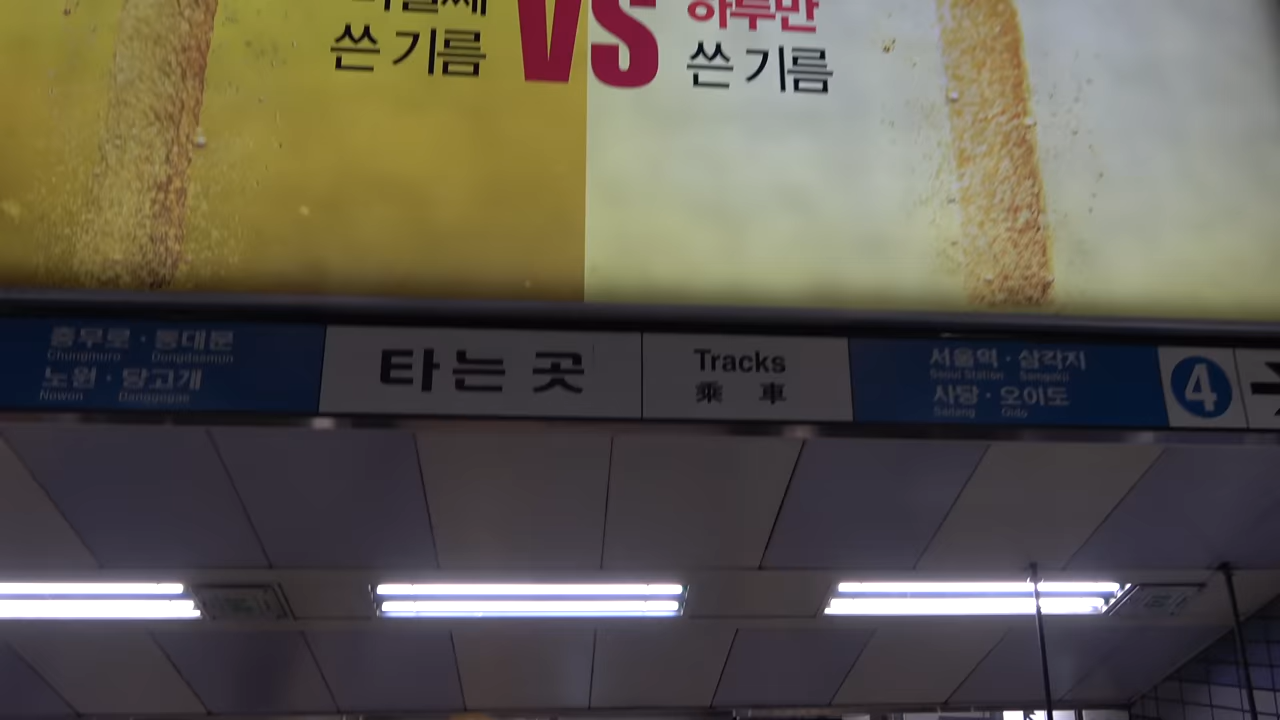 쓴 기름
VS
하루만
쓴 기름
충무로 · 동대문
Chungmuro Dongdaemun
노원 · 당고개
Nowon Danggogae
타는 곳
Tracks
乘 車
서울역 · 삼각지
Seoul Station Samgakji
사당 · 오이도
Sadang Oido
4